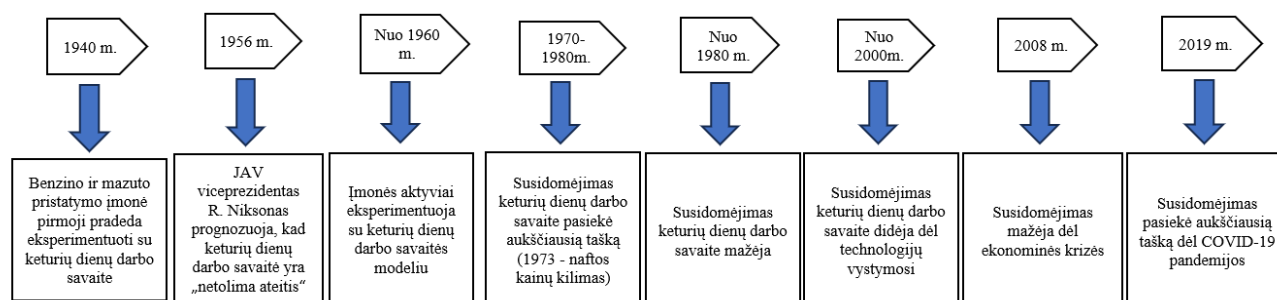 1940 m.
1956 m.
Nuo 1960
m.
1970-
1980m.
Nuo
1980 m.
Nuo
2000m.
2008 m.
2019 m.
Benzino ir mazuto
pristatymo įmonė
pirmoji pradeda
eksperimentuoti su
keturių dienų darbo
savaite
JAV
viceprezidentas
R. Niksonas
prognozuoja, kad
keturių dienų
darbo savaitė yra
„netolima ateitis“
Įmonės aktyviai
eksperimentuoja
su keturių dienų
darbo savaitės
modeliu
Susidomėjimas
keturių dienų darbo
savaite pasiekė
aukščiausią tašką
(1973 - naftos
kainų kilimas)
Susidomėjimas
keturių dienų darbo
savaite mažėja
Susidomėjimas
keturių dienų darbo
savaite didėja dėl
technologijų
vystymosi
Susidomėjimas
mažėja dėl
ekonominės krizės
Susidomėjimas
pasiekė aukščiausią
tašką dėl COVID-19
pandemijos